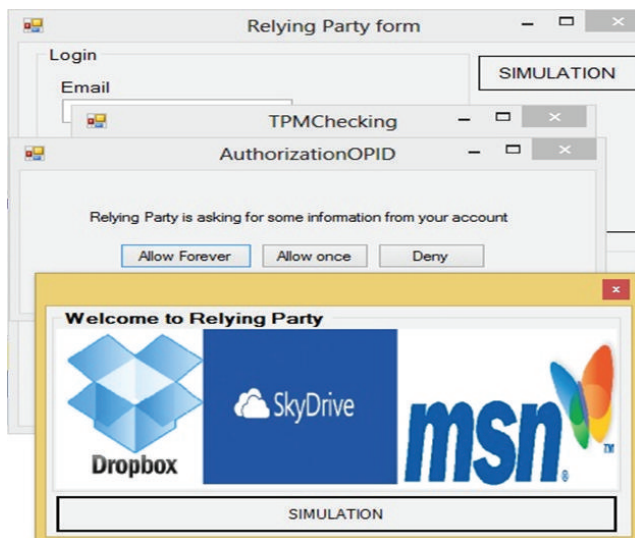 Relying Party form
Login
SIMULATION
Email
TPMChecking
AuthorizationOPID
Relying Party is asking for some information from your account
Allow Forever
Allow once
Deny
Welcome to Relying Party
Dropbox
SkyDrive
msn®
TM
SIMULATION